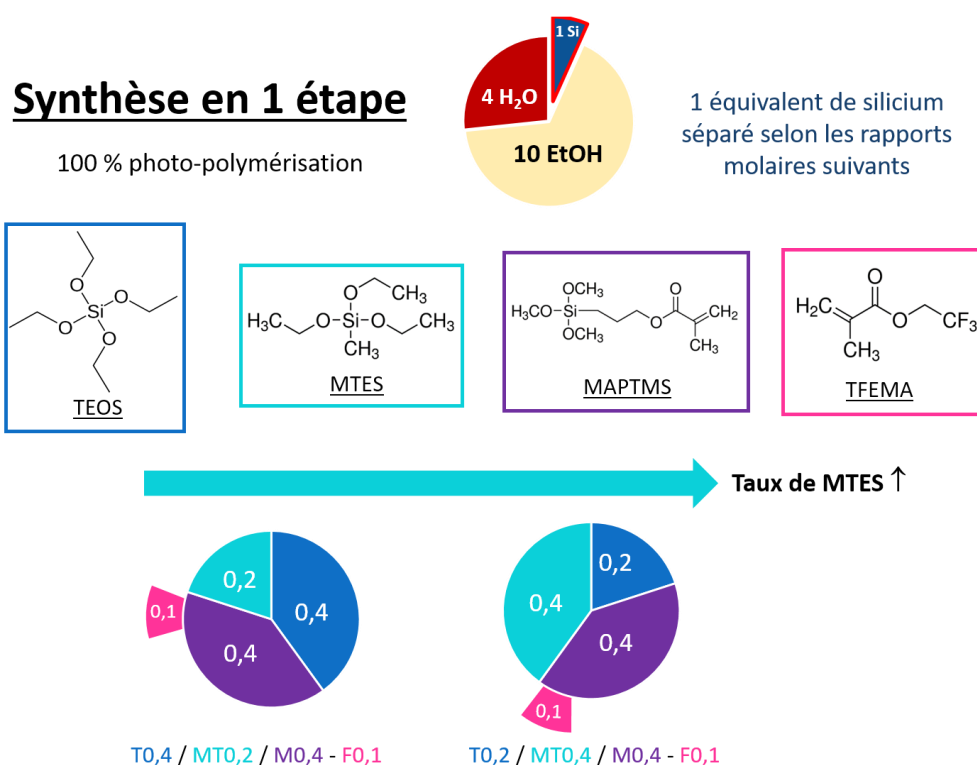 Synthèse en 1 étape
100 % photo-polymérisation
1 Si
4 H₂O
10 EtOH
1 équivalent de silicium
séparé selon les rapports
molaires suivants
O
O
Si
O
O
TEOS
O CH₃
H₃C O Si O CH₃
CH₃
MTES
OCH₃
H₃CO Si O CH₂
OCH₃ O
CH₃
MAPTMS
O
H₂C O CF₃
CH₃
TFEMA
Taux de MTES ↑
0,2
0,4
0,1
0,4
0,2
0,4
0,4
0,1
T0,4 / MT0,2 / M0,4 - F0,1
T0,2 / MT0,4 / M0,4 - F0,1